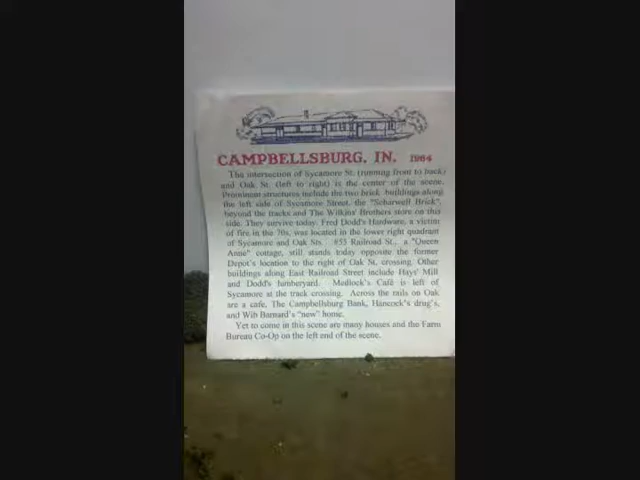 CAMPBELLSBURG, IN. 1964
The intersection of Sycamore St. (running front to back)
and Oak St. (left to right) is the center of the scene.
Prominent structures include the two brick buildings along
the left side of Sycamore Street, the "Scharwell Brick",
beyond the tracks and The Wilkins' Brothers store on this
side. They survive today. Fred Dodd's Hardware, a victim
of fire in the 70s, was located in the lower right quadrant
of Sycamore and Oak Sts. #55 Railroad St., a "Queen
Anne" cottage, still stands today opposite the former
Depot's location to the right of Oak St. crossing. Other
buildings along East Railroad Street include Hays' Mill
and Dodd's lumberyard. Medlock's Café is left of
Sycamore at the track crossing. Across the rails on Oak
are a cafe, The Campbellsburg Bank, Hancock's drug's,
and Wib Barnard's "new" home.
Yet to come in this scene are many houses and the Farm
Bureau Co-Op on the left end of the scene.